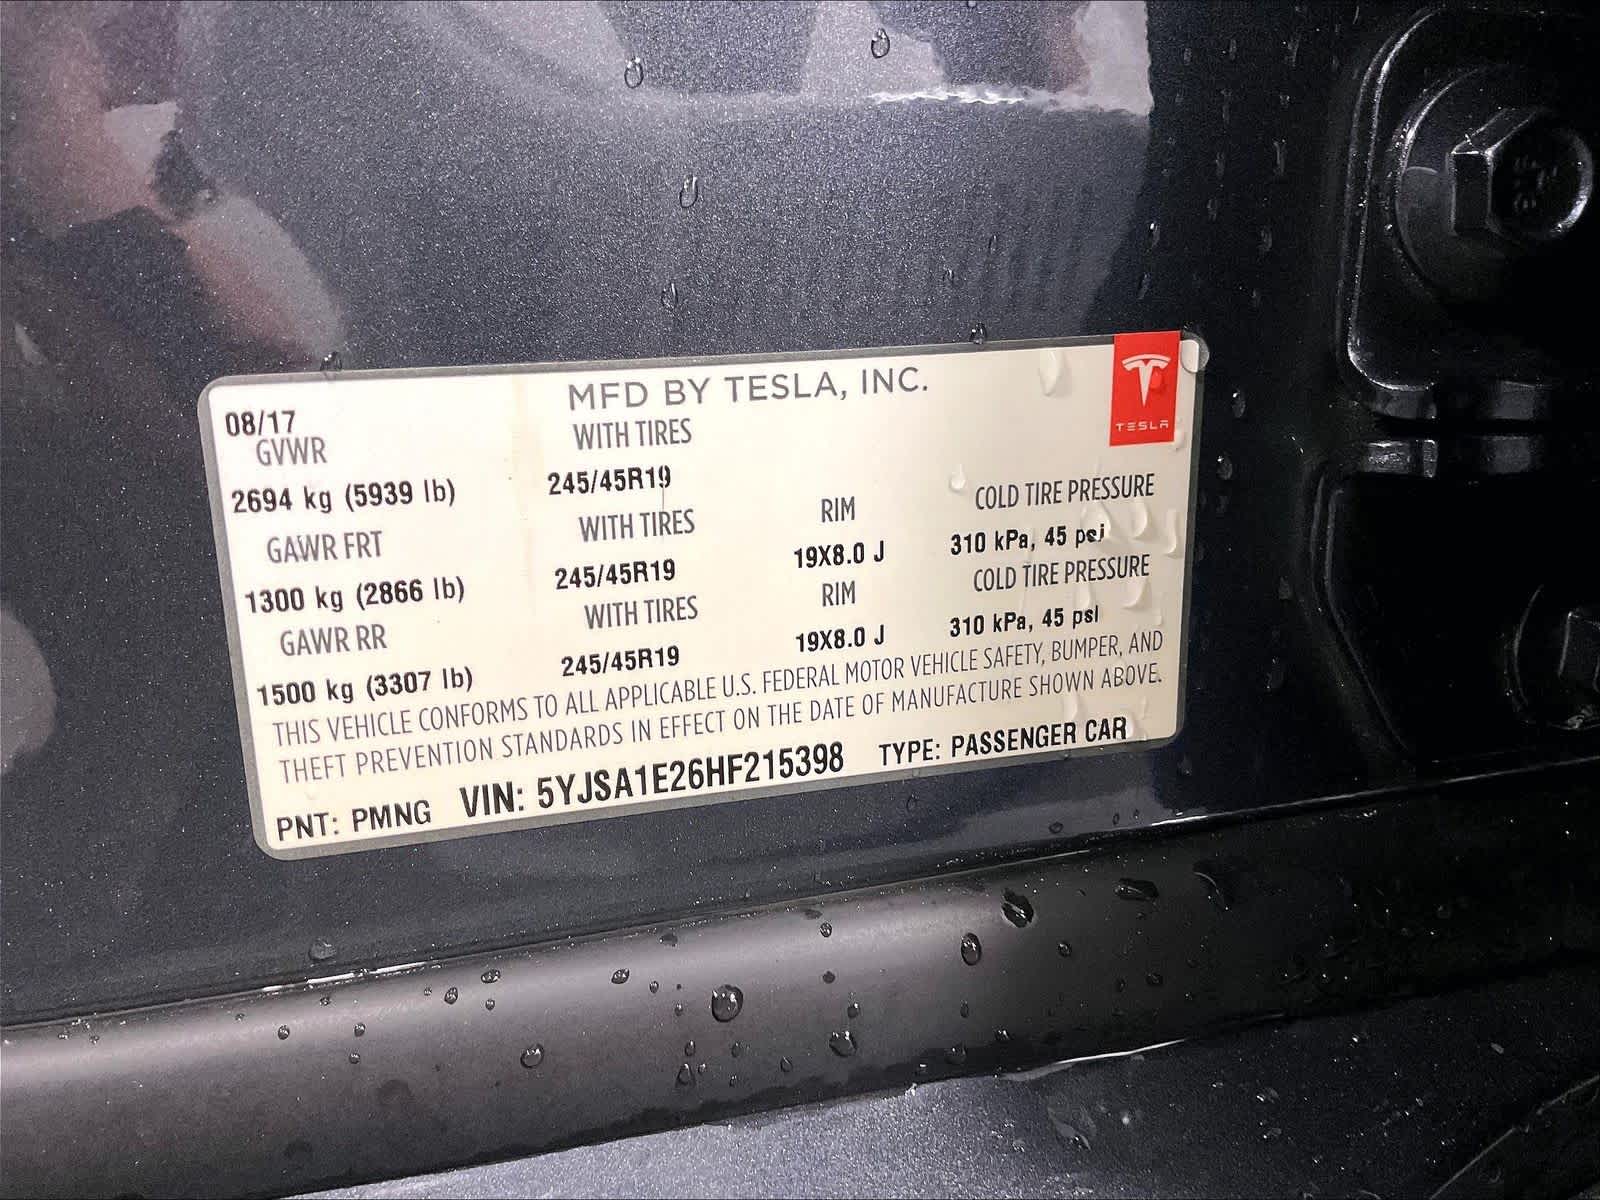 MFD BY TESLA, INC.
TESLA
08/17
GVWR WITH TIRES
2694 kg (5939 lb) 245/45R19
GAWR FRT WITH TIRES RIM COLD TIRE PRESSURE
1300 kg (2866 lb) 245/45R19 19X8.0 J 310 kPa, 45 psi
GAWR RR WITH TIRES RIM COLD TIRE PRESSURE
1500 kg (3307 lb) 245/45R19 19X8.0 J 310 kPa, 45 psi
THIS VEHICLE CONFORMS TO ALL APPLICABLE U.S. FEDERAL MOTOR VEHICLE SAFETY, BUMPER, AND
THEFT PREVENTION STANDARDS IN EFFECT ON THE DATE OF MANUFACTURE SHOWN ABOVE.
PNT: PMNG VIN: 5YJSA1E26HF215398 TYPE: PASSENGER CAR